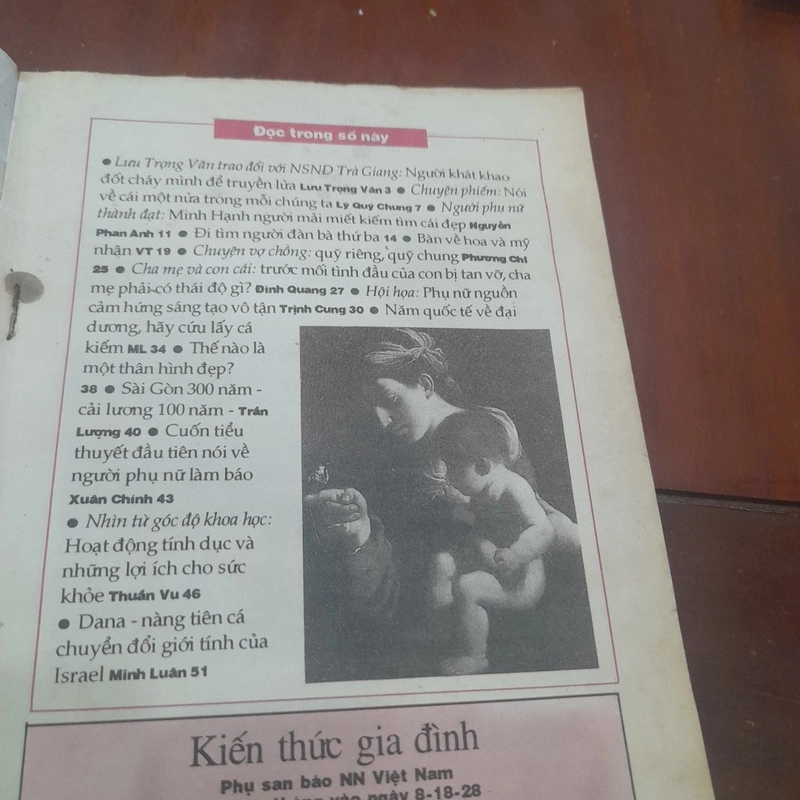 Đọc trong số này
● Lưu Trọng Văn trao đổi với NSND Trà Giang: Người khát khao
đốt cháy mình để truyền lửa Lưu Trọng Văn 3 ● Chuyện phiếm: Nói
về cái một nửa trong mỗi chúng ta Lý Quý Chung 7 ● Người phụ nữ
thành đạt: Minh Hạnh người mải miết kiếm tìm cái đẹp Nguyễn
Phan Anh 11 ● Đi tìm người đàn bà thứ ba 14 ● Bàn về hoa và mỹ
nhận VT 19 ● Chuyện vợ chồng: quỹ riêng, quỹ chung Phương Chi
25 ● Cha mẹ và con cái: trước mối tình đầu của con bị tan vỡ, cha
mẹ phải có thái độ gì? Đinh Quang 27 ● Hội họa: Phụ nữ nguồn
cảm hứng sáng tạo vô tận Trịnh Cung 30 ● Năm quốc tế về đại
dương, hãy cứu lấy cá
kiếm ML 34 ● Thế nào là
một thân hình đẹp?
38 ● Sài Gòn 300 năm -
cải lương 100 năm - Trần
Lượng 40 ● Cuốn tiểu
thuyết đầu tiên nói về
người phụ nữ làm báo
Xuân Chính 43
● Nhìn từ góc độ khoa học:
Hoạt động tính dục và
những lợi ích cho sức
khỏe Thuần Vu 46
● Dana - nàng tiên cá
chuyển đổi giới tính của
Israel Minh Luân 51
Kiến thức gia đình
Phụ san báo NN Việt Nam
tháng vào ngày 8-18-28